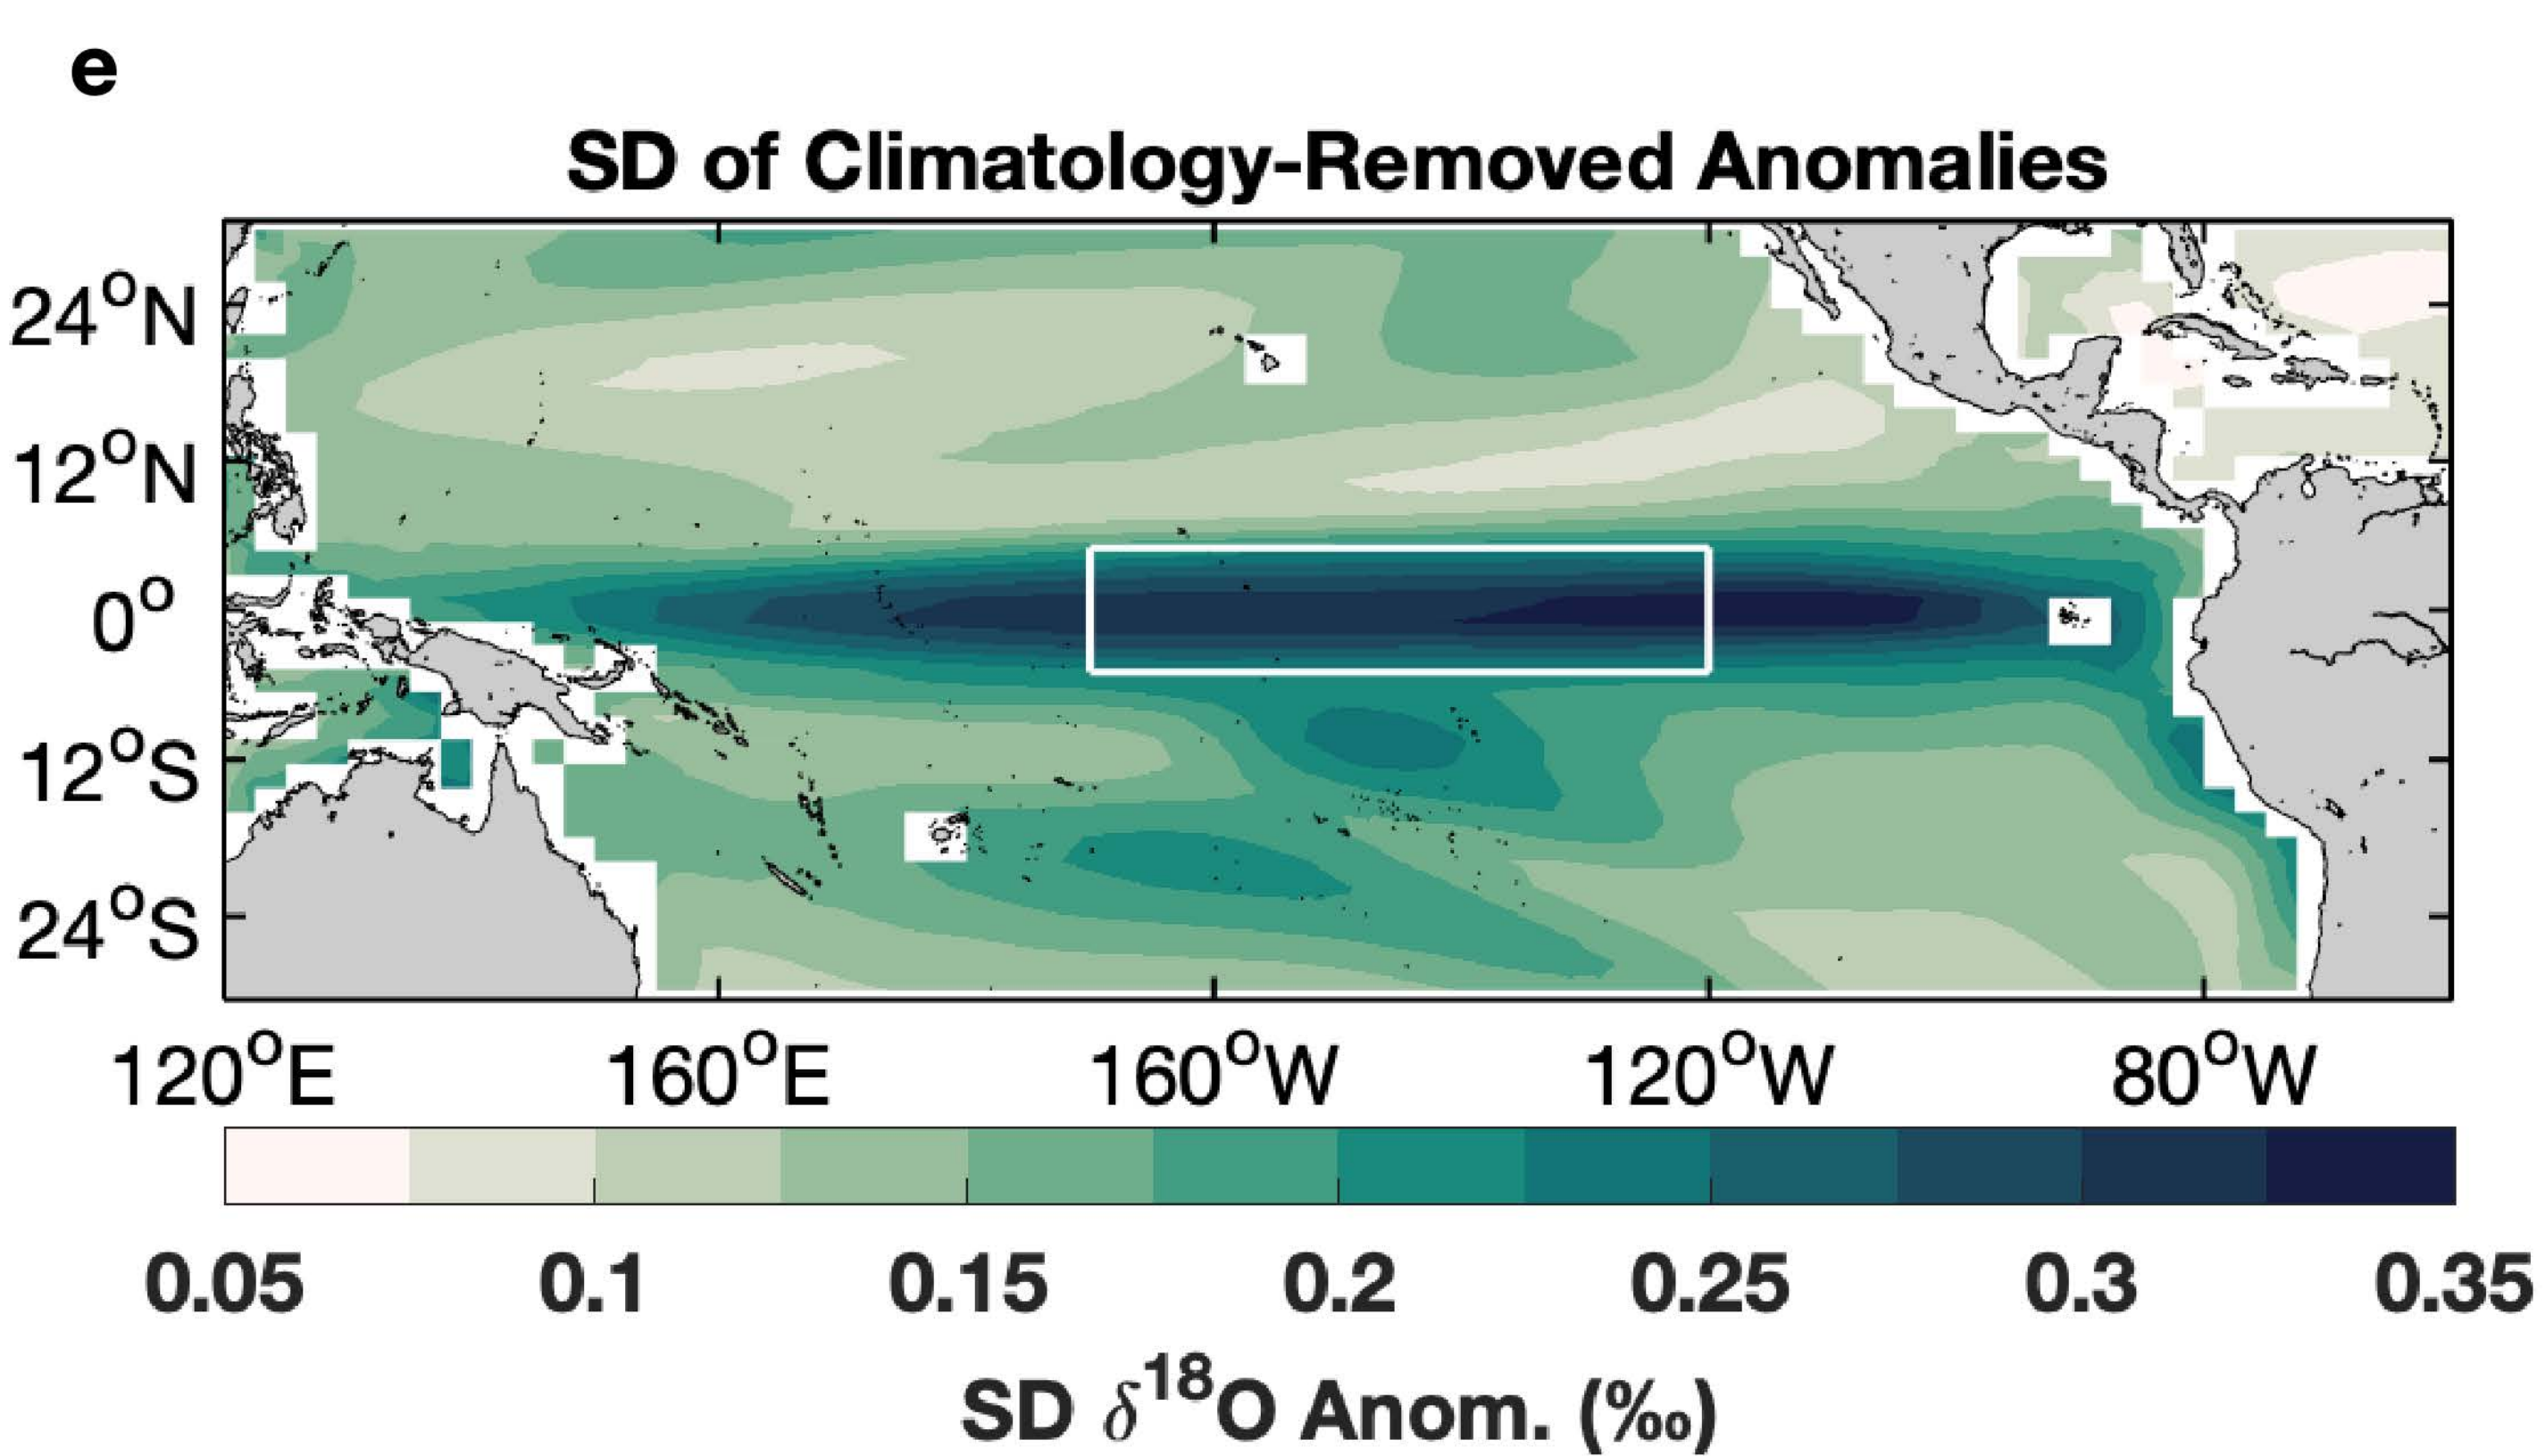 e
SD of Climatology-Removed Anomalies
24°N
12°N
0°
12°S
24°S
120°E 160°E 160°W 120°W 80°W
0.05 0.1 0.15 0.2 0.25 0.3 0.35
SD δ¹⁸O Anom. (‰)